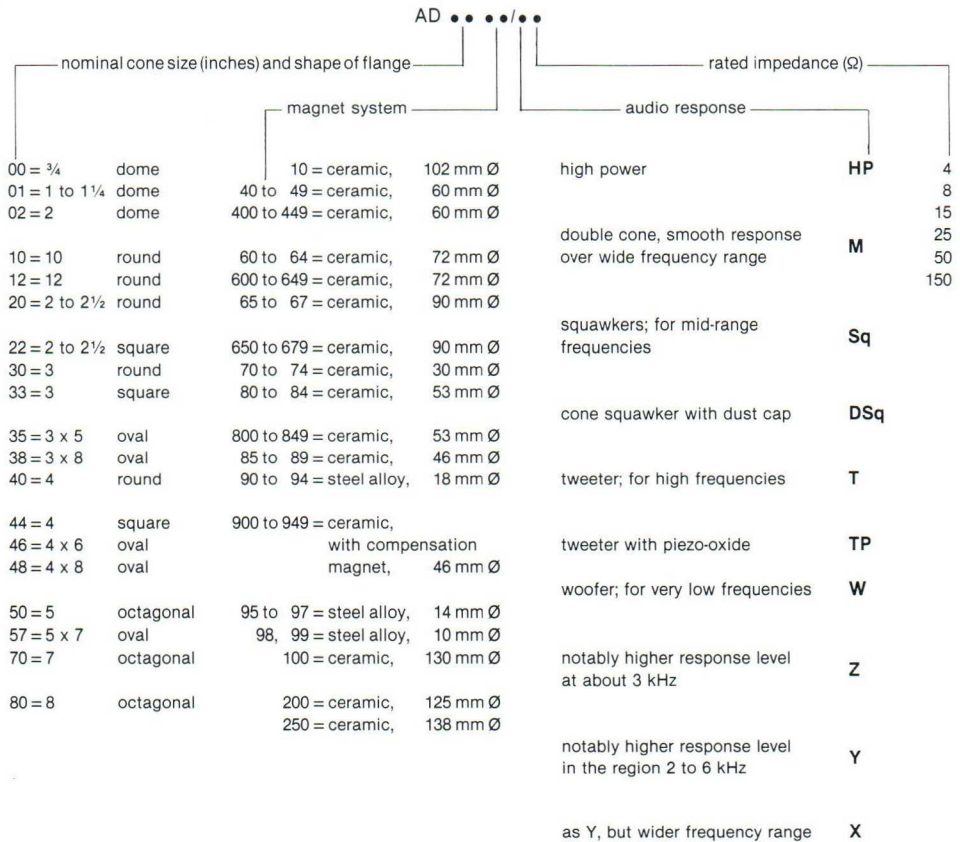 AD •• ••/••
nominal cone size (inches) and shape of flange
rated impedance (Ω)
magnet system
audio response
00 = ¾ dome 10 = ceramic, 102 mm Ø high power HP 4
01 = 1 to 1¼ dome 40 to 49 = ceramic, 60 mm Ø 8
02 = 2 dome 400 to 449 = ceramic, 60 mm Ø 15
double cone, smooth response 25
10 = 10 round 60 to 64 = ceramic, 72 mm Ø over wide frequency range M 50
12 = 12 round 600 to 649 = ceramic, 72 mm Ø 150
20 = 2 to 2½ round 65 to 67 = ceramic, 90 mm Ø
squawkers; for mid-range
22 = 2 to 2½ square 650 to 679 = ceramic, 90 mm Ø frequencies Sq
30 = 3 round 70 to 74 = ceramic, 30 mm Ø
33 = 3 square 80 to 84 = ceramic, 53 mm Ø
cone squawker with dust cap DSq
35 = 3 x 5 oval 800 to 849 = ceramic, 53 mm Ø
38 = 3 x 8 oval 85 to 89 = ceramic, 46 mm Ø
40 = 4 round 90 to 94 = steel alloy, 18 mm Ø tweeter; for high frequencies T
44 = 4 square 900 to 949 = ceramic,
46 = 4 x 6 oval with compensation tweeter with piezo-oxide TP
48 = 4 x 8 oval magnet, 46 mm Ø
woofer; for very low frequencies W
50 = 5 octagonal 95 to 97 = steel alloy, 14 mm Ø
57 = 5 x 7 oval 98, 99 = steel alloy, 10 mm Ø
70 = 7 octagonal 100 = ceramic, 130 mm Ø notably higher response level
at about 3 kHz Z
80 = 8 octagonal 200 = ceramic, 125 mm Ø
250 = ceramic, 138 mm Ø
notably higher response level
in the region 2 to 6 kHz Y
as Y, but wider frequency range X